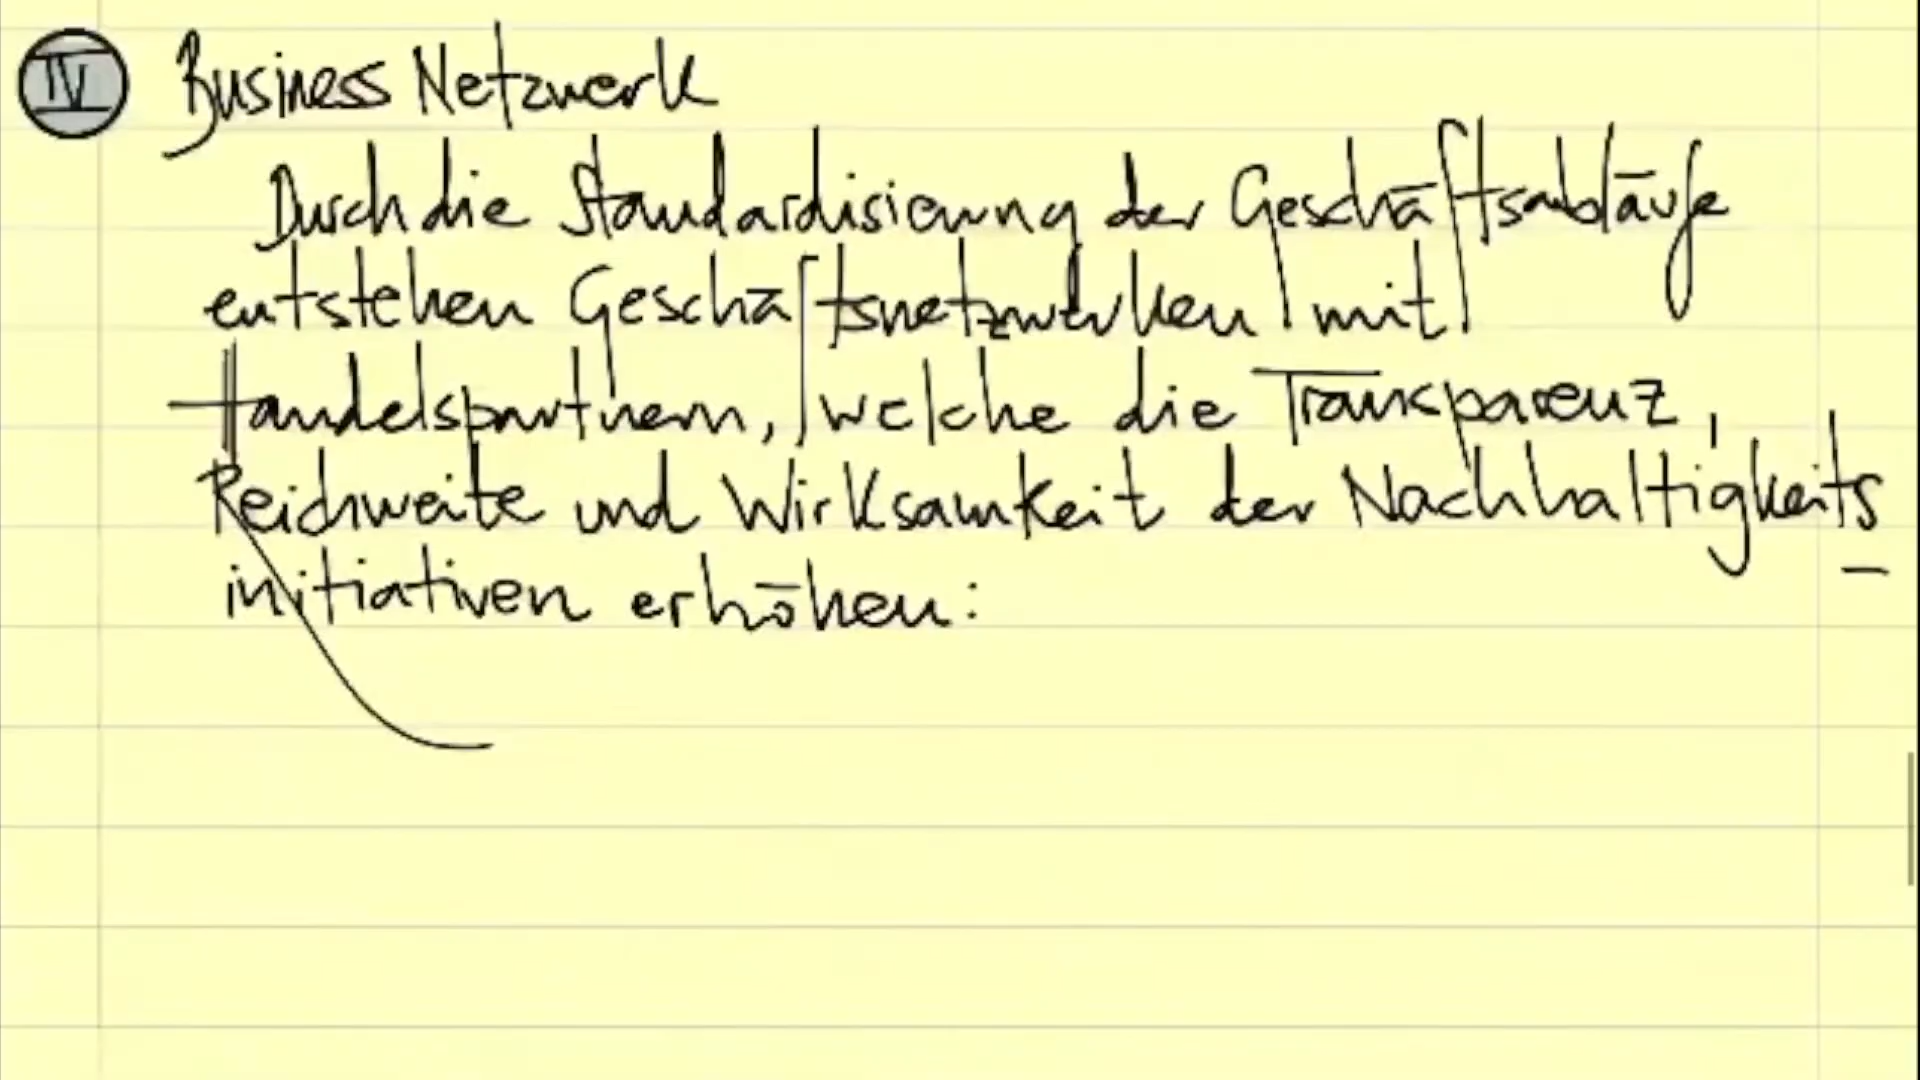 IV Business Netzwerk
Durch die Standardisierung der Geschäftsabläufe
entstehen Geschäftsnetzwerken mit
Handelspartnern, welche die Transparenz,
Reichweite und Wirksamkeit der Nachhaltigkeits
initiativen erhöhen: